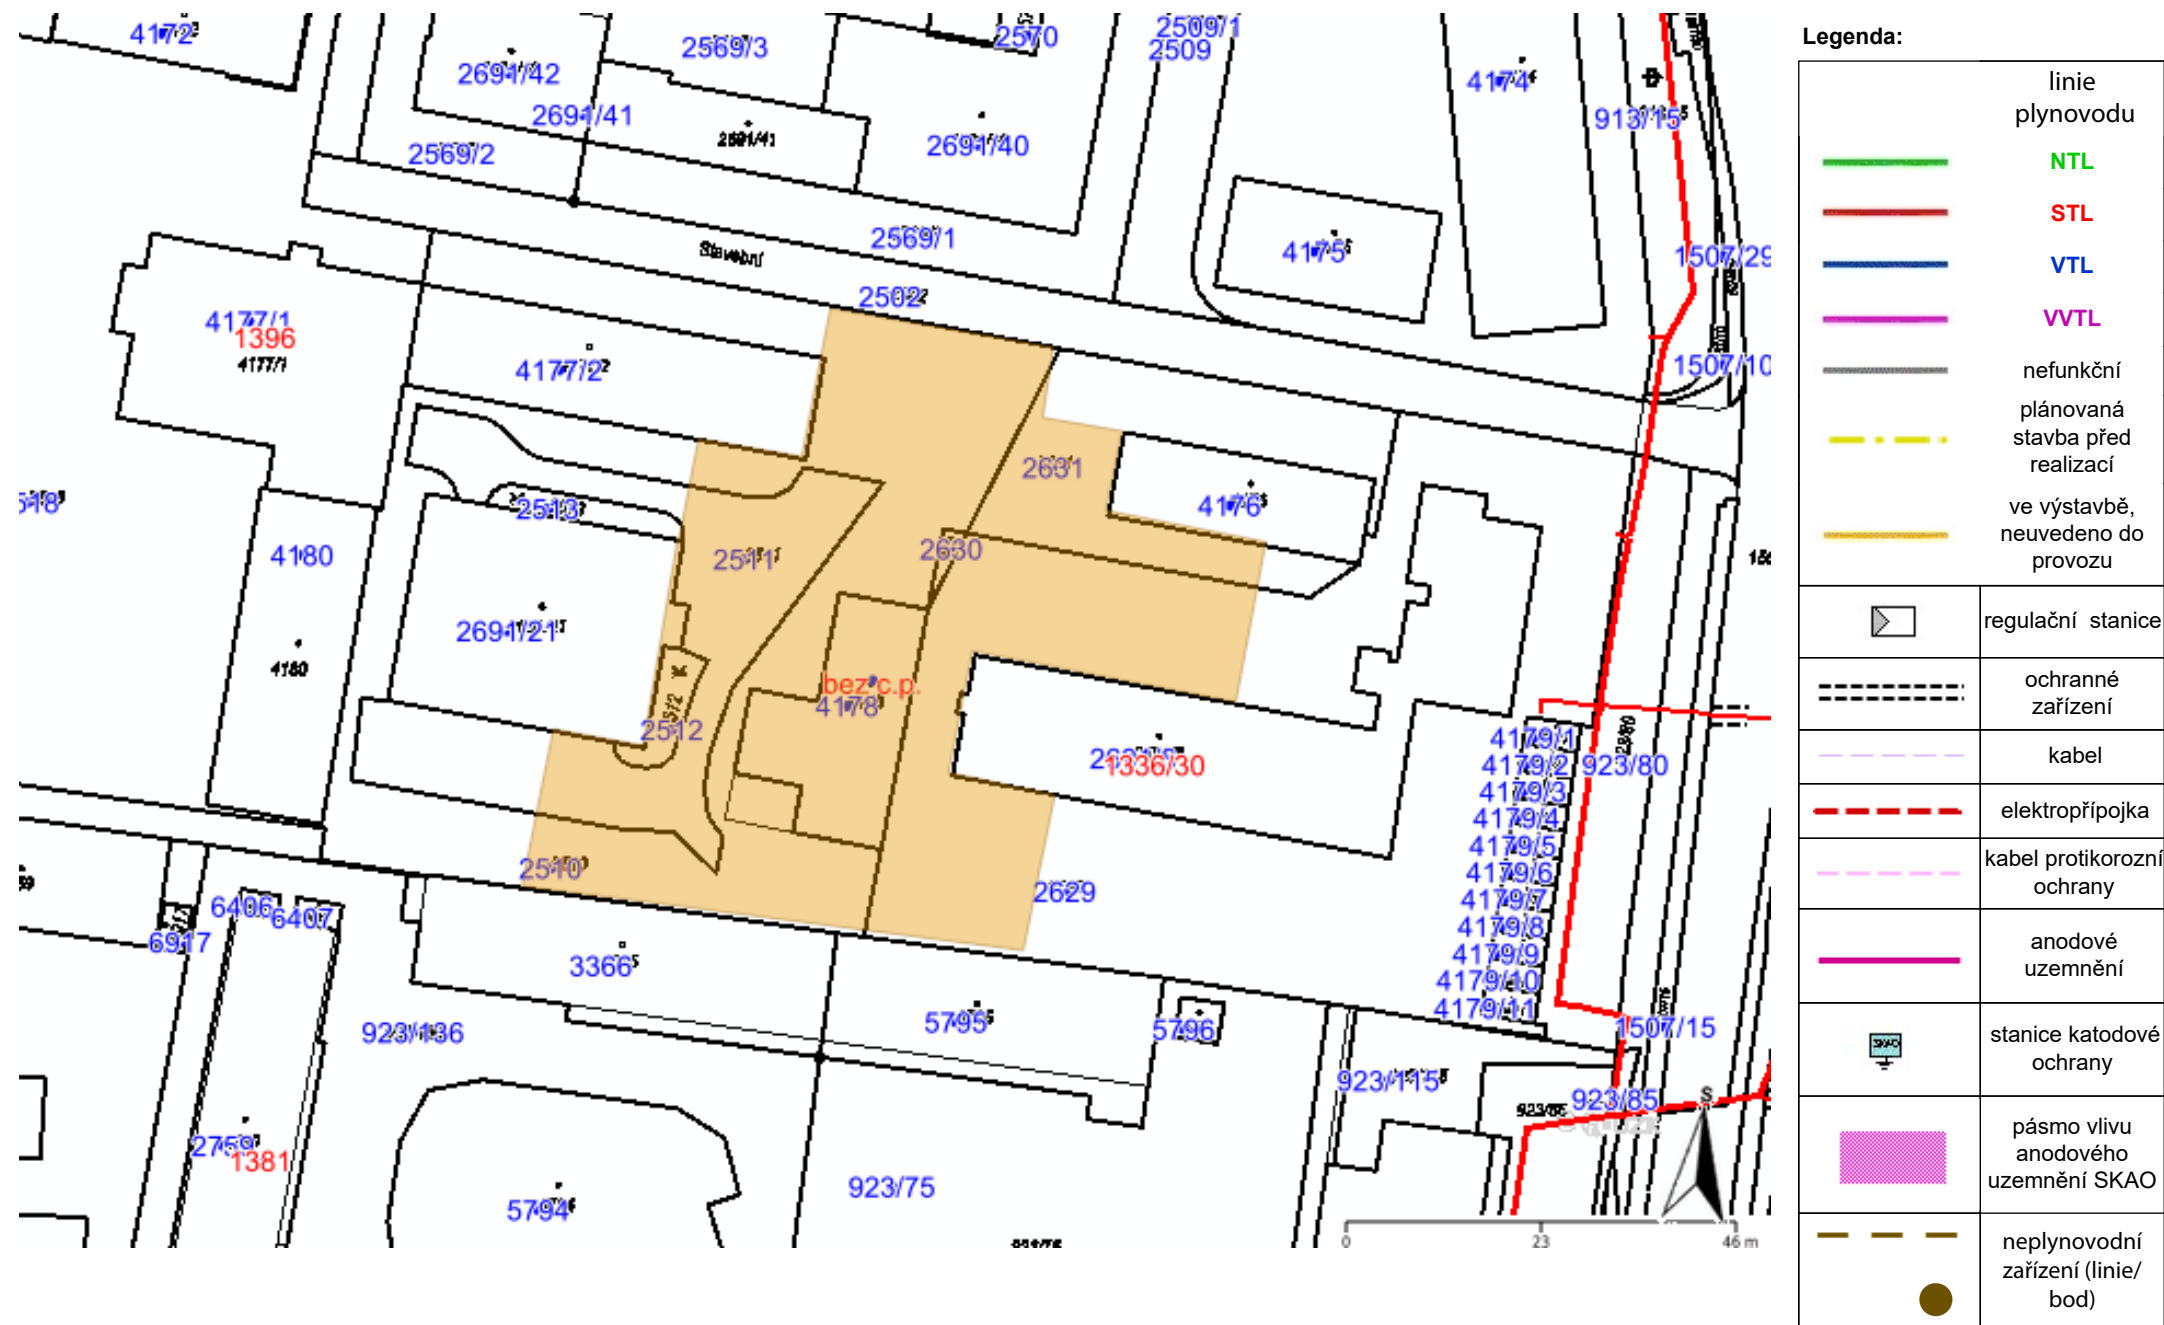 4172
2691/42
2569/3
2570
2509/1
2509
4174
913/15
2691/41
2691/41
2691/40
2569/2
2569/1
Stavební
4175
1507/29
2502
4177/1
1396
4177/1
4177/2
1507/10
2631
4176
2513
4180
2511
2630
2691/21
4180
bez č.p.
4178
2512
1336/30
4179/1
4179/2
923/80
4179/3
4179/4
4179/5
4179/6
4179/7
4179/8
4179/9
4179/10
4179/11
2510
2629
6406
6407
6917
3366
5795
5796
1507/15
923/136
923/115
923/85
2759
1381
5794
923/75
S
0
23
46 m
Legenda:
linie
plynovodu
NTL
STL
VTL
VVTL
nefunkční
plánovaná
stavba před
realizací
ve výstavbě,
neuvedeno do
provozu
regulační stanice
ochranné
zařízení
kabel
elektropřípojka
kabel protikorozní
ochrany
anodové
uzemnění
SKAO
stanice katodové
ochrany
pásmo vlivu
anodového
uzemnění SKAO
neplynovodní
zařízení (linie/
bod)